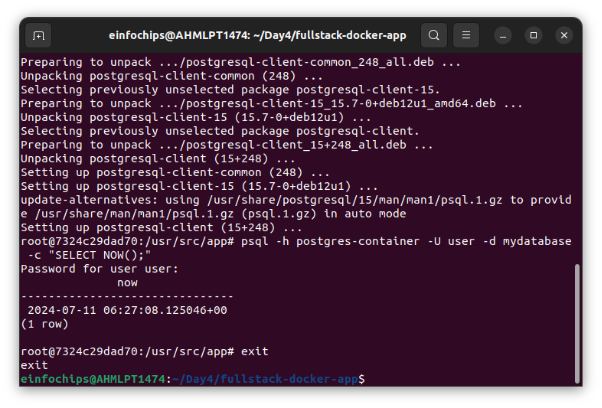 einfochips@AHMLPT1474: ~/Day4/fullstack-docker-app
Preparing to unpack .../postgresql-client-common_248_all.deb ...
Unpacking postgresql-client-common (248) ...
Selecting previously unselected package postgresql-client-15.
Preparing to unpack .../postgresql-client-15_15.7-0+deb12u1_amd64.deb ...
Unpacking postgresql-client-15 (15.7-0+deb12u1) ...
Selecting previously unselected package postgresql-client.
Preparing to unpack .../postgresql-client_15+248_all.deb ...
Unpacking postgresql-client (15+248) ...
Setting up postgresql-client-common (248) ...
Setting up postgresql-client-15 (15.7-0+deb12u1) ...
update-alternatives: using /usr/share/postgresql/15/man/man1/psql.1.gz to provid
e /usr/share/man/man1/psql.1.gz (psql.1.gz) in auto mode
Setting up postgresql-client (15+248) ...
root@7324c29dad70:/usr/src/app# psql -h postgres-container -U user -d mydatabase
-c "SELECT NOW();"
Password for user user:
now
-------------------------------
2024-07-11 06:27:08.125046+00
(1 row)
root@7324c29dad70:/usr/src/app# exit
exit
einfochips@AHMLPT1474:~/Day4/fullstack-docker-app$